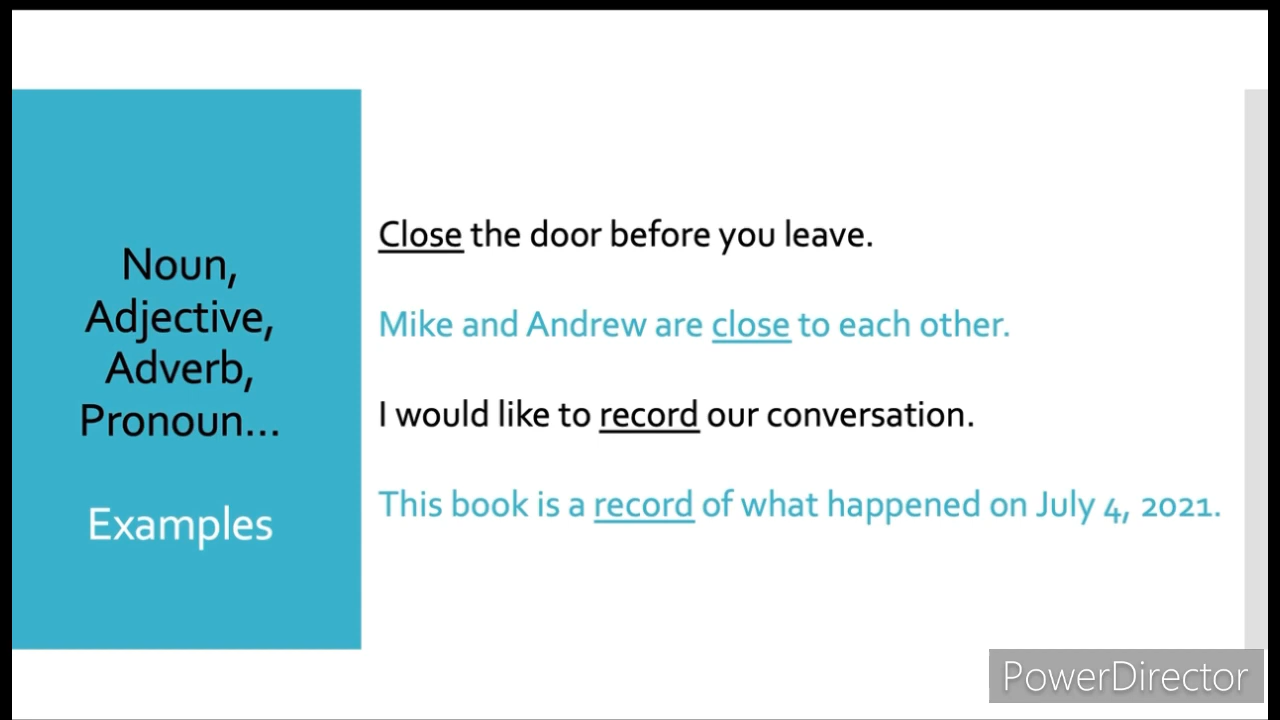 Noun,
Adjective,
Adverb,
Pronoun...
Examples
Close the door before you leave.
Mike and Andrew are close to each other.
I would like to record our conversation.
This book is a record of what happened on July 4, 2021.
PowerDirector